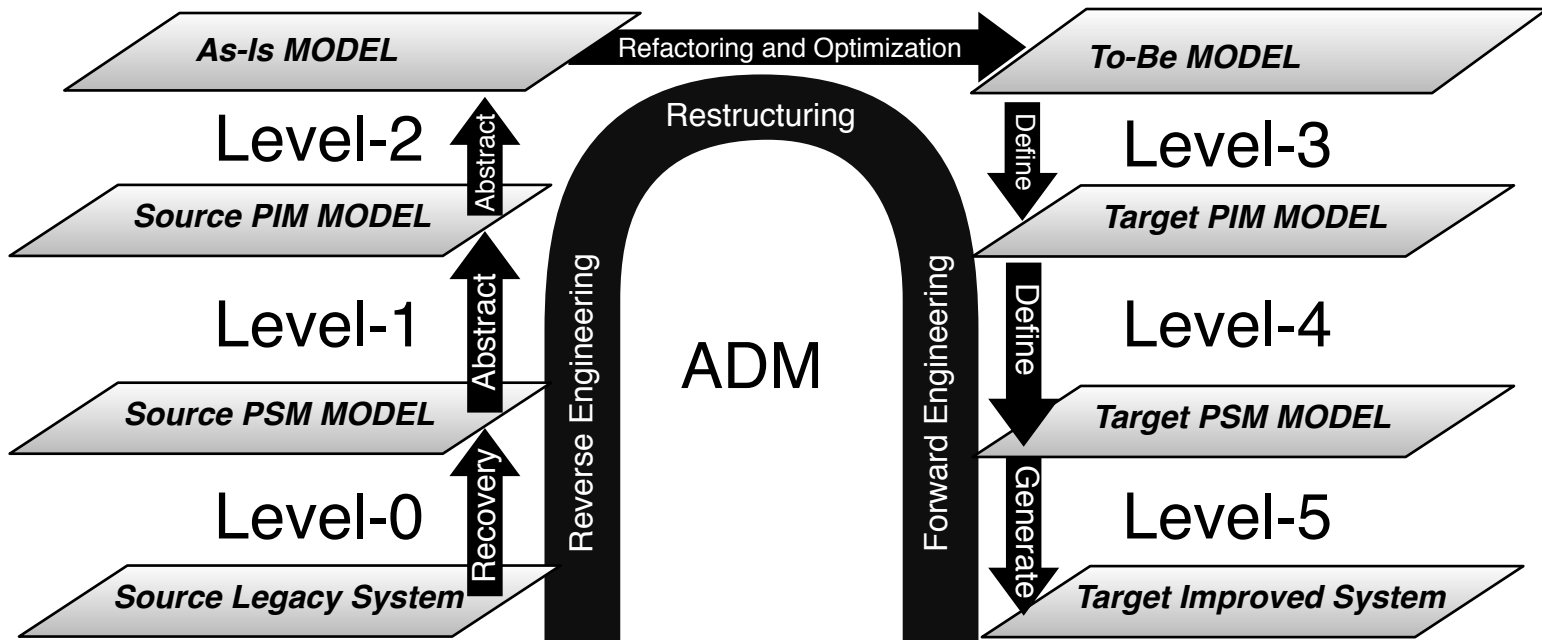 As-Is MODEL
Refactoring and Optimization
To-Be MODEL
Restructuring
Level-2
Abstract
Define
Level-3
Source PIM MODEL
Target PIM MODEL
Reverse Engineering
Forward Engineering
Level-1
Abstract
ADM
Define
Level-4
Source PSM MODEL
Target PSM MODEL
Level-0
Recovery
Generate
Level-5
Source Legacy System
Target Improved System